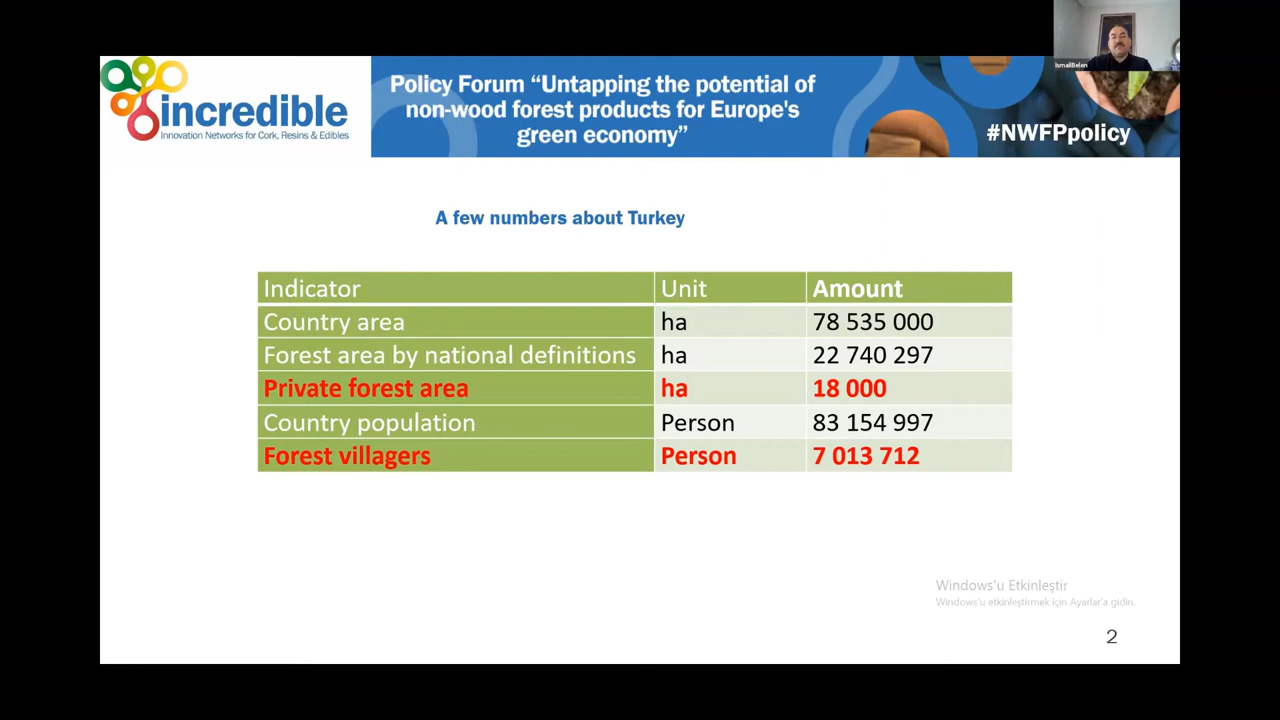 IsmailBelen
incredible
Innovation Networks for Cork, Resins & Edibles
Policy Forum “Untapping the potential of
non-wood forest products for Europe's
green economy”
#NWFPpolicy
A few numbers about Turkey
Indicator Unit Amount
Country area ha 78 535 000
Forest area by national definitions ha 22 740 297
Private forest area ha 18 000
Country population Person 83 154 997
Forest villagers Person 7 013 712
Windows'u Etkinleştir
Windows'u etkinleştirmek için Ayarlar'a gidin.
2